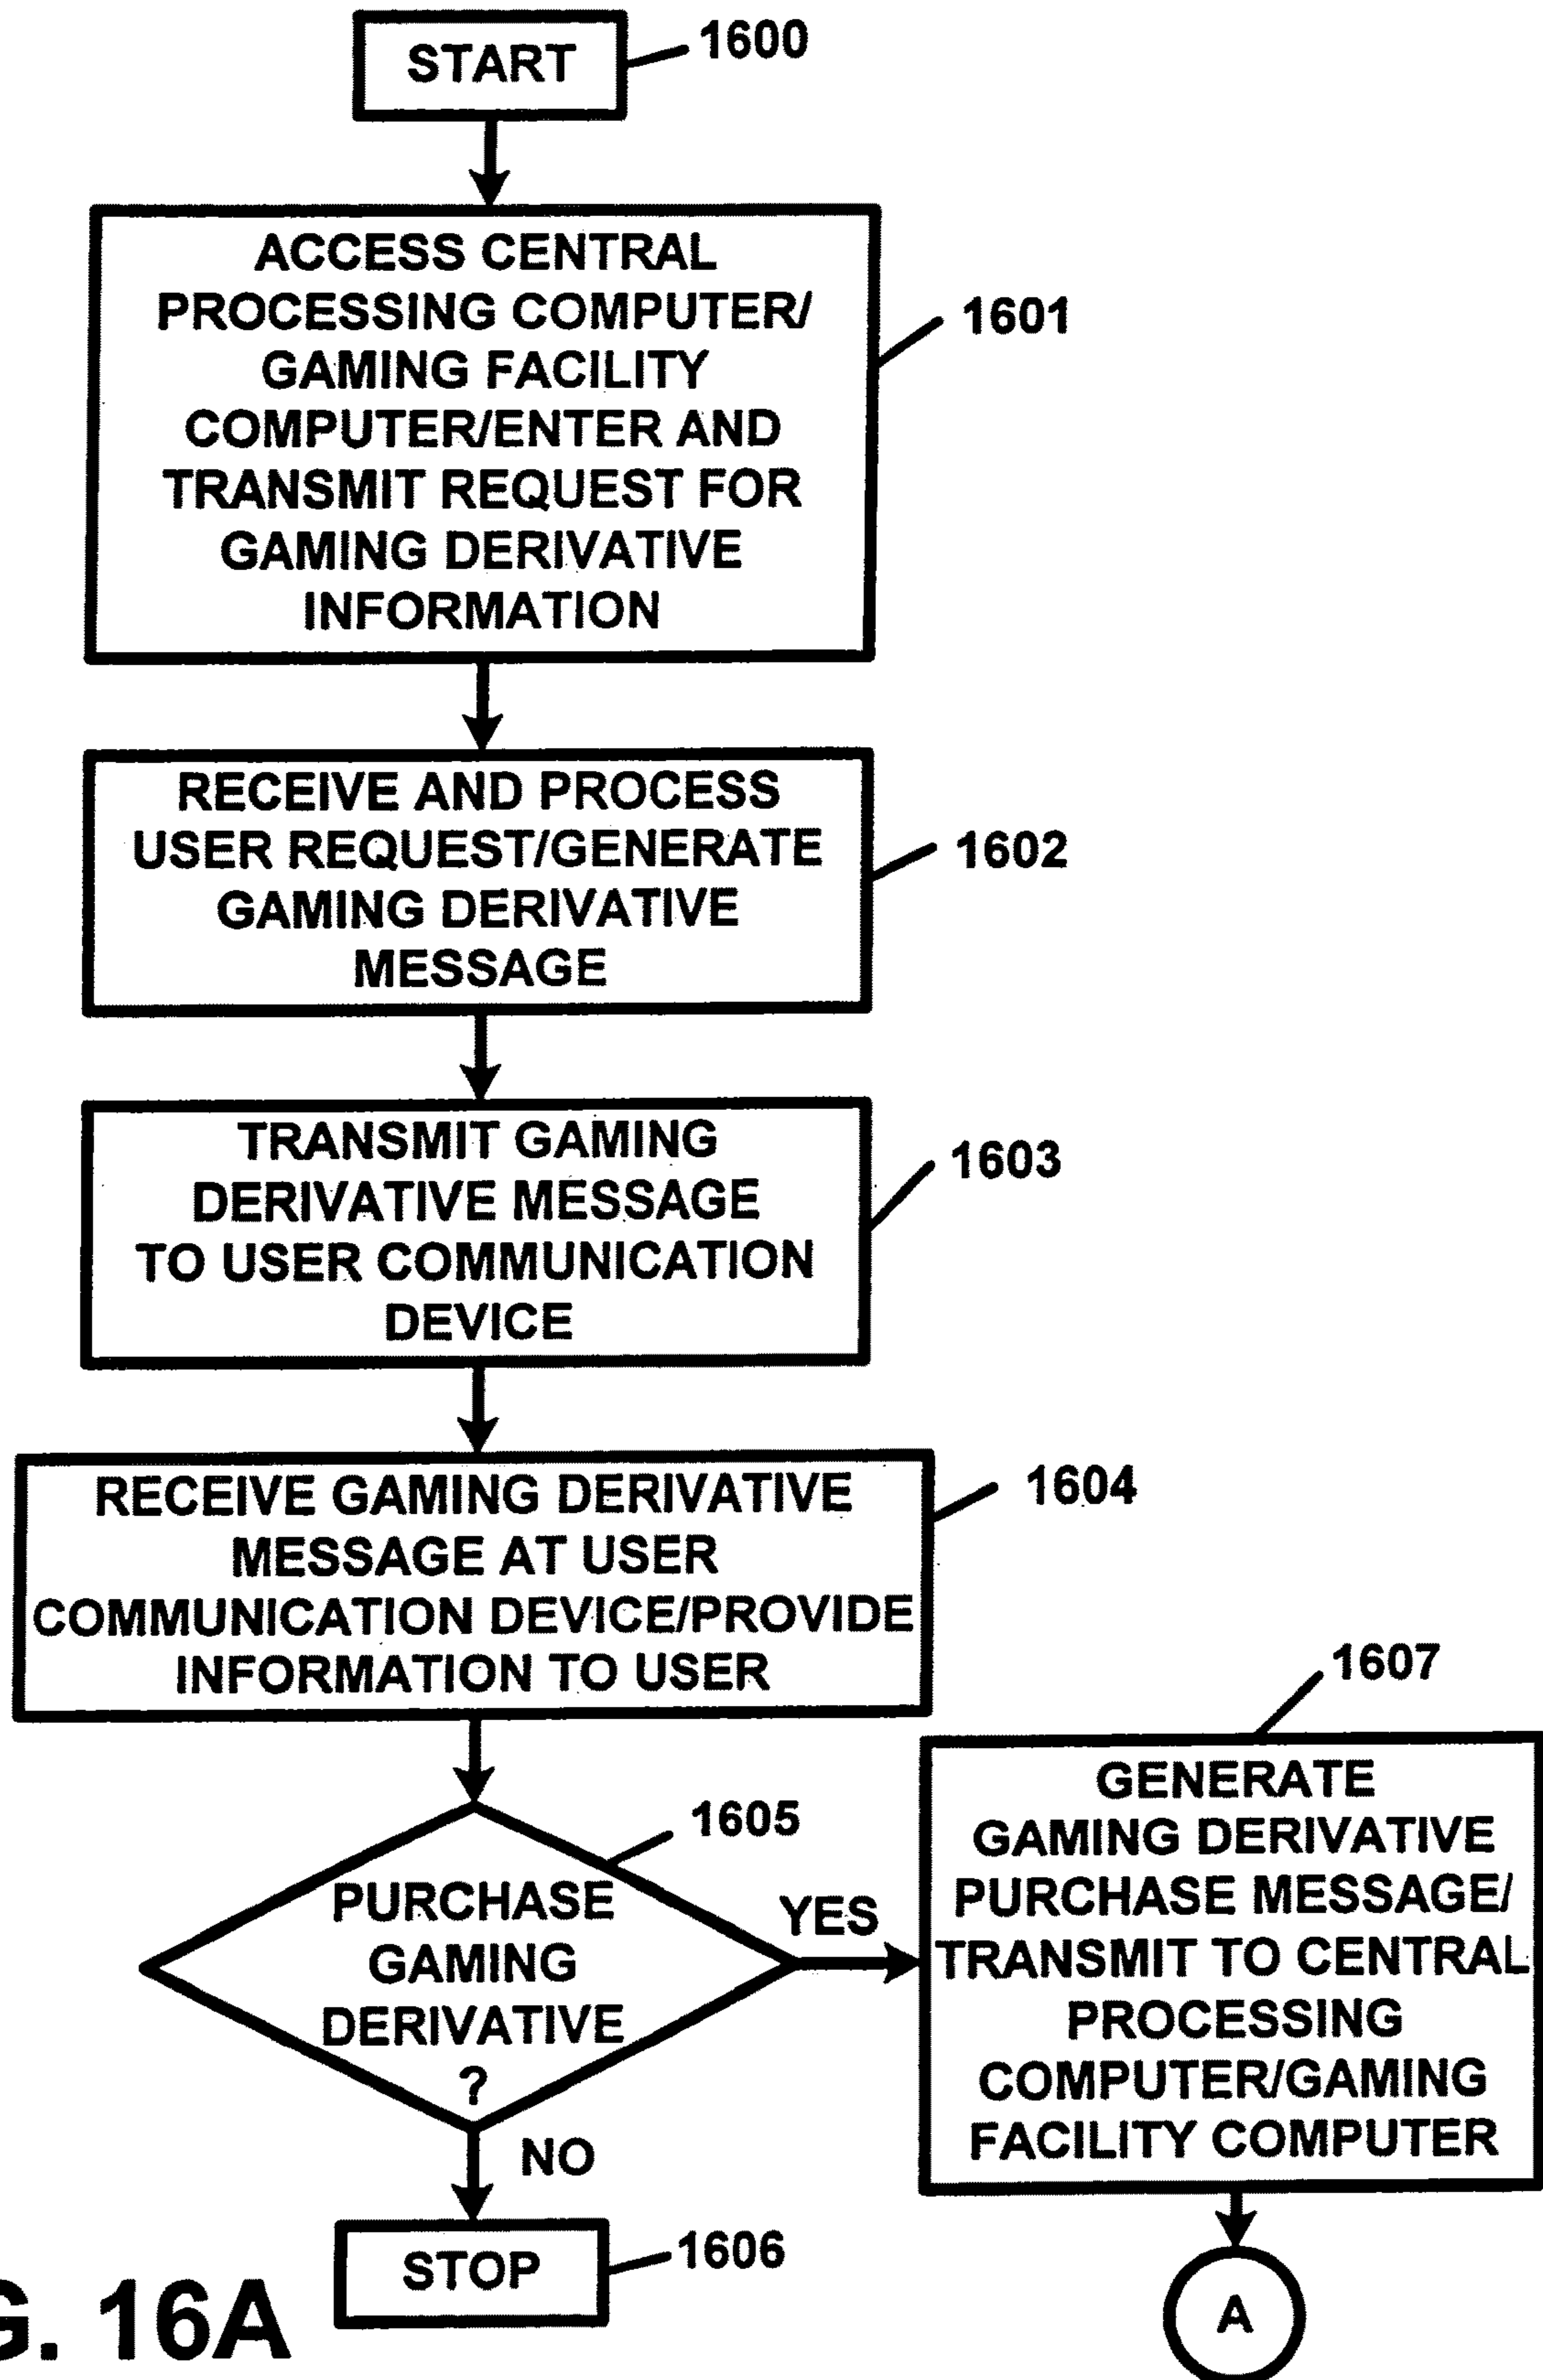 START
1600
ACCESS CENTRAL
PROCESSING COMPUTER/
GAMING FACILITY
COMPUTER/ENTER AND
TRANSMIT REQUEST FOR
GAMING DERIVATIVE
INFORMATION
1601
RECEIVE AND PROCESS
USER REQUEST/GENERATE
GAMING DERIVATIVE
MESSAGE
1602
TRANSMIT GAMING
DERIVATIVE MESSAGE
TO USER COMMUNICATION
DEVICE
1603
RECEIVE GAMING DERIVATIVE
MESSAGE AT USER
COMMUNICATION DEVICE/PROVIDE
INFORMATION TO USER
1604
PURCHASE
GAMING
DERIVATIVE
?
1605
YES
NO
STOP
1606
1607
GENERATE
GAMING DERIVATIVE
PURCHASE MESSAGE/
TRANSMIT TO CENTRAL
PROCESSING
COMPUTER/GAMING
FACILITY COMPUTER
A
G. 16A